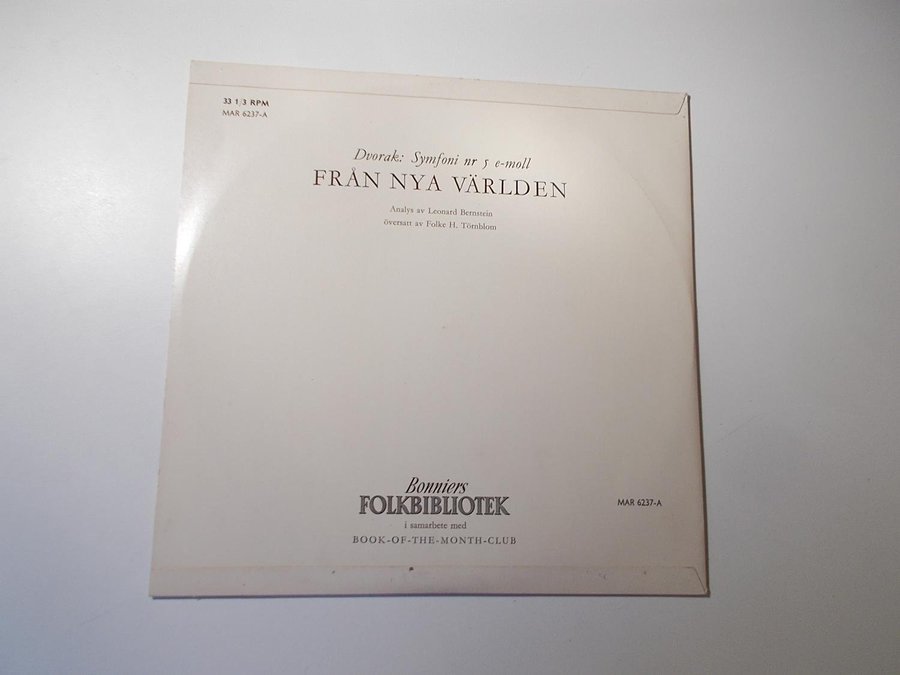 33 1/3 RPM
MAR 6237-A
Dvorak: Symfoni nr 5 e-moll
FRÅN NYA VÄRLDEN
Analys av Leonard Bernstein
översatt av Folke H. Törnblom
Bonniers
FOLKBIBLIOTEK
i samarbete med
BOOK-OF-THE-MONTH-CLUB
MAR 6237-A